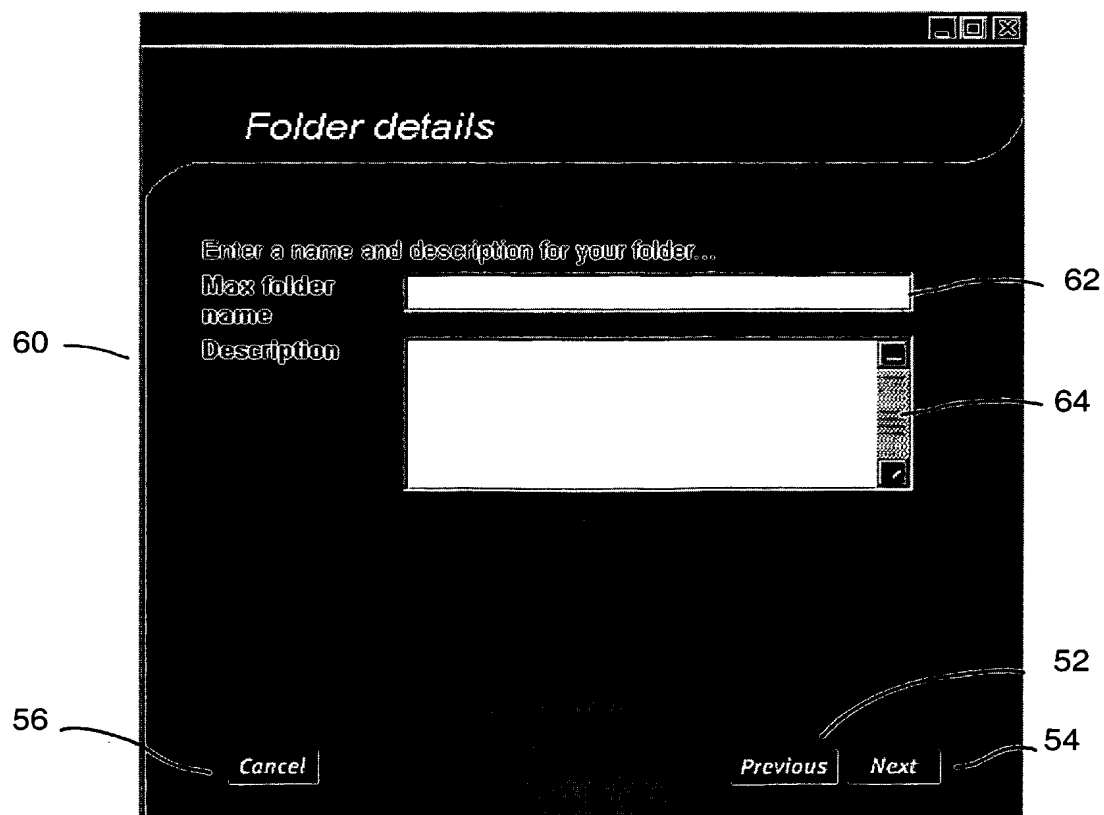 Folder details
Enter a name and description for your folder...
Max folder
name
62
60
Description
64
52
56
54
Cancel
Previous
Next